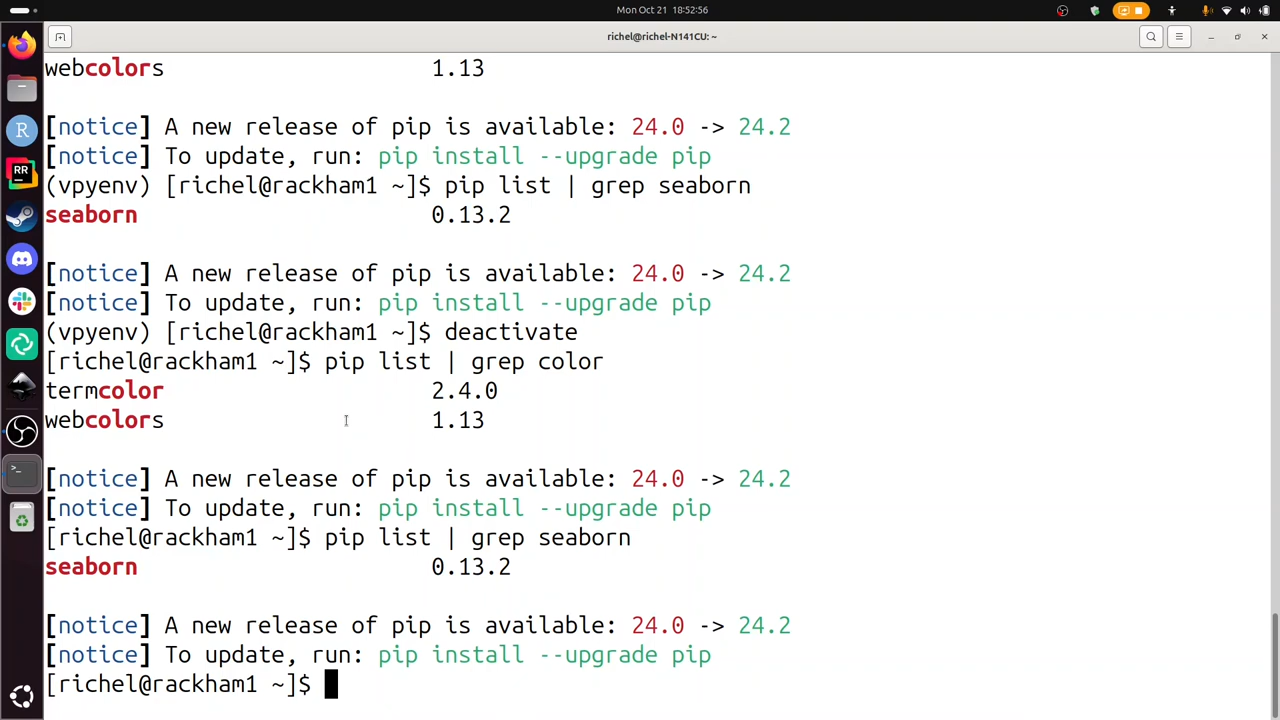 Mon Oct 21 18:52:56
richel@richel-N141CU: ~
webcolors 1.13
[notice] A new release of pip is available: 24.0 -> 24.2
[notice] To update, run: pip install --upgrade pip
(vpyenv) [richel@rackham1 ~]$ pip list | grep seaborn
seaborn 0.13.2
[notice] A new release of pip is available: 24.0 -> 24.2
[notice] To update, run: pip install --upgrade pip
(vpyenv) [richel@rackham1 ~]$ deactivate
[richel@rackham1 ~]$ pip list | grep color
termcolor 2.4.0
webcolors 1.13
[notice] A new release of pip is available: 24.0 -> 24.2
[notice] To update, run: pip install --upgrade pip
[richel@rackham1 ~]$ pip list | grep seaborn
seaborn 0.13.2
[notice] A new release of pip is available: 24.0 -> 24.2
[notice] To update, run: pip install --upgrade pip
[richel@rackham1 ~]$
R
RR
>_